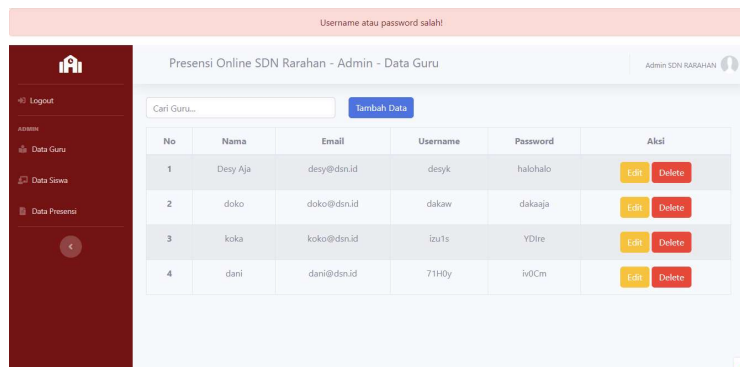 Username atau password salah!
Presensi Online SDN Rarahan - Admin - Data Guru
Admin SDN RARAHAN
Logout
ADMIN
Data Guru
Data Siswa
Data Presensi
Cari Guru...
Tambah Data
No Nama Email Username Password Aksi
1 Desy Aja desy@dsn.id desyk halohalo Edit Delete
2 doko doko@dsn.id dakaw dakaaja Edit Delete
3 koka koko@dsn.id izu1s YDIre Edit Delete
4 dani dani@dsn.id 71H0y iv0Cm Edit Delete